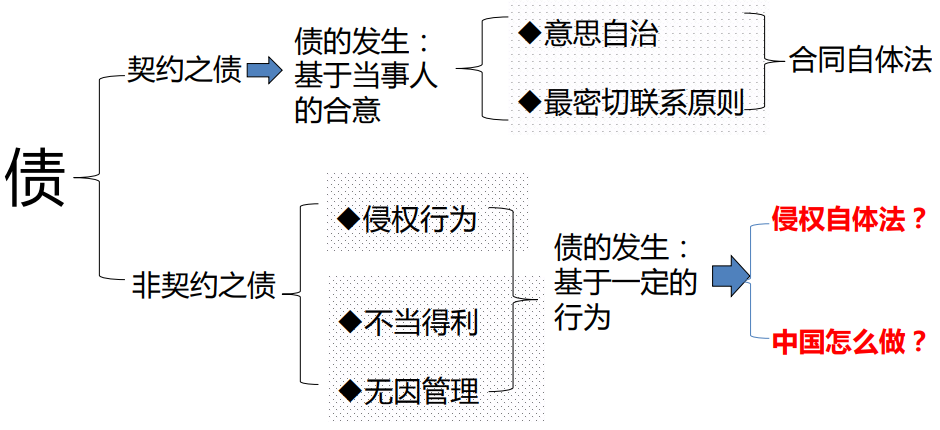 债
契约之债
债的发生：
基于当事人
的合意
◆意思自治
◆最密切联系原则
合同自体法
非契约之债
◆侵权行为
◆不当得利
◆无因管理
债的发生：
基于一定的
行为
侵权自体法？
中国怎么做？